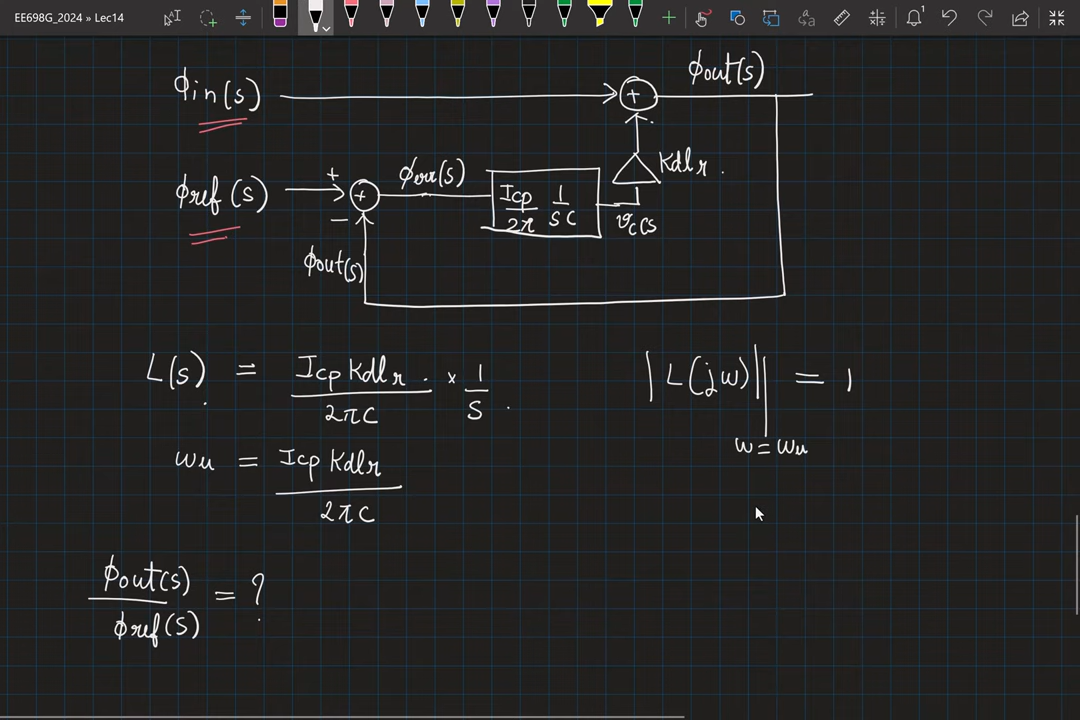 EE698G_2024 » Lec14
ϕin(s)
ϕout(s)
ϕref(s)
+
+
ϕerr(s)
Icp/2π 1/sC
Kdlr.
+
−
vc(s
ϕout(s)
L(s) = Icp Kdlr/2πC × 1/s.
|L(jω)||ω=ωu = 1
ωu = Icp Kdlr/2πC
ϕout(s)/ϕref(s) = ?